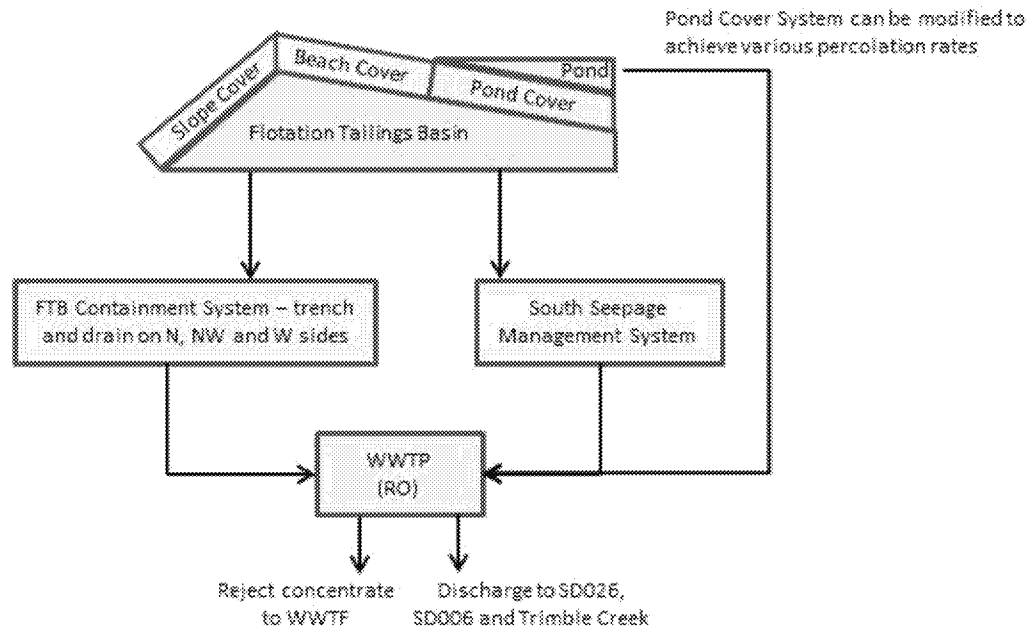 Pond Cover System can be modified to
achieve various percolation rates
Slope Cover
Beach Cover
Pond
Pond Cover
Flotation Tailings Basin
FTB Containment System – trench
and drain on N, NW and W sides
South Seepage
Management System
WWTP
(RO)
Reject concentrate
to WWTF
Discharge to SD026,
SD006 and Trimble Creek